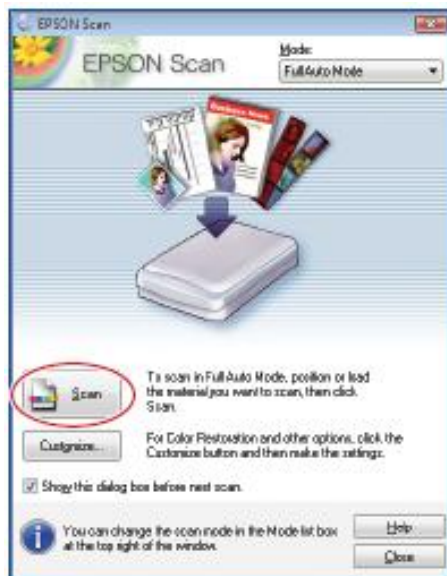 EPSON Scan
EPSON Scan
Mode:
Full Auto Mode
Business News
Scan
To scan in Full Auto Mode, position or load
the material you want to scan, then click
Scan.
Customize...
For Color Restoration and other options, click the
Customize button and then make the settings.
Show this dialog box before next scan.
You can change the scan mode in the Mode list box
at the top right of the window.
Help
Close